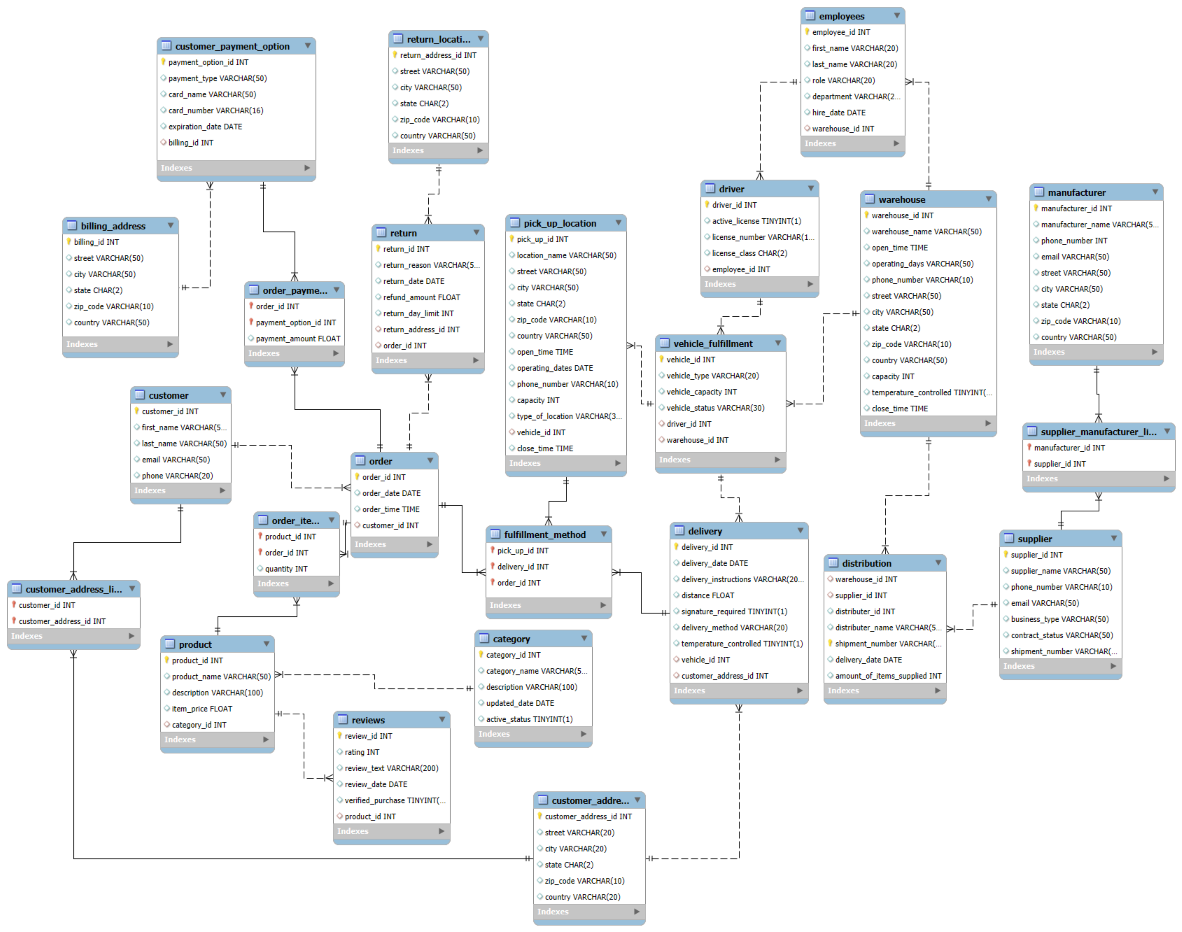 customer_payment_option
payment_option_id INT
payment_type VARCHAR(50)
card_name VARCHAR(50)
card_number VARCHAR(16)
expiration_date DATE
billing_id INT
Indexes
return_locati...
return_address_id INT
street VARCHAR(50)
city VARCHAR(50)
state CHAR(2)
zip_code VARCHAR(10)
country VARCHAR(50)
Indexes
employees
employee_id INT
first_name VARCHAR(20)
last_name VARCHAR(20)
role VARCHAR(20)
department VARCHAR(2...
hire_date DATE
warehouse_id INT
Indexes
billing_address
billing_id INT
street VARCHAR(50)
city VARCHAR(50)
state CHAR(2)
zip_code VARCHAR(10)
country VARCHAR(50)
Indexes
order_payme...
order_id INT
payment_option_id INT
payment_amount FLOAT
Indexes
return
return_id INT
return_reason VARCHAR(5...
return_date DATE
refund_amount FLOAT
return_day_limit INT
return_address_id INT
order_id INT
Indexes
pick_up_location
pick_up_id INT
location_name VARCHAR(50)
street VARCHAR(50)
city VARCHAR(50)
state CHAR(2)
zip_code VARCHAR(10)
country VARCHAR(50)
open_time TIME
operating_dates DATE
phone_number VARCHAR(10)
capacity INT
type_of_location VARCHAR(3...
vehicle_id INT
close_time TIME
Indexes
driver
driver_id INT
active_license TINYINT(1)
license_number VARCHAR(1...
license_class CHAR(2)
employee_id INT
Indexes
warehouse
warehouse_id INT
warehouse_name VARCHAR(50)
open_time TIME
operating_days VARCHAR(50)
phone_number VARCHAR(10)
street VARCHAR(50)
city VARCHAR(50)
state CHAR(2)
zip_code VARCHAR(10)
country VARCHAR(50)
capacity INT
temperature_controlled TINYINT(...
close_time TIME
Indexes
manufacturer
manufacturer_id INT
manufacturer_name VARCHAR(5...
phone_number INT
email VARCHAR(50)
street VARCHAR(50)
city VARCHAR(50)
state CHAR(2)
zip_code VARCHAR(10)
country VARCHAR(50)
Indexes
vehicle_fulfillment
vehicle_id INT
vehicle_type VARCHAR(20)
vehicle_capacity INT
vehicle_status VARCHAR(30)
driver_id INT
warehouse_id INT
Indexes
customer
customer_id INT
first_name VARCHAR(5...
last_name VARCHAR(50)
email VARCHAR(50)
phone VARCHAR(20)
Indexes
order
order_id INT
order_date DATE
order_time TIME
customer_id INT
Indexes
supplier_manufacturer_li...
manufacturer_id INT
supplier_id INT
Indexes
order_ite...
product_id INT
order_id INT
quantity INT
Indexes
fulfillment_method
pick_up_id INT
delivery_id INT
order_id INT
Indexes
delivery
delivery_id INT
delivery_date DATE
delivery_instructions VARCHAR(20...
distance FLOAT
signature_required TINYINT(1)
delivery_method VARCHAR(20)
temperature_controlled TINYINT(1)
vehicle_id INT
customer_address_id INT
Indexes
distribution
warehouse_id INT
supplier_id INT
distributer_id INT
distributer_name VARCHAR(5...
shipment_number VARCHAR(...
delivery_date DATE
amount_of_items_supplied INT
Indexes
supplier
supplier_id INT
supplier_name VARCHAR(50)
phone_number VARCHAR(10)
email VARCHAR(50)
business_type VARCHAR(50)
contract_status VARCHAR(50)
shipment_number VARCHAR(...
Indexes
customer_address_li...
customer_id INT
customer_address_id INT
Indexes
product
product_id INT
product_name VARCHAR(50)
description VARCHAR(100)
item_price FLOAT
category_id INT
Indexes
category
category_id INT
category_name VARCHAR(5...
description VARCHAR(100)
updated_date DATE
active_status TINYINT(1)
Indexes
reviews
review_id INT
rating INT
review_text VARCHAR(200)
review_date DATE
verified_purchase TINYINT(...
product_id INT
Indexes
customer_addre...
customer_address_id INT
street VARCHAR(20)
city VARCHAR(20)
state CHAR(2)
zip_code VARCHAR(10)
country VARCHAR(20)
Indexes